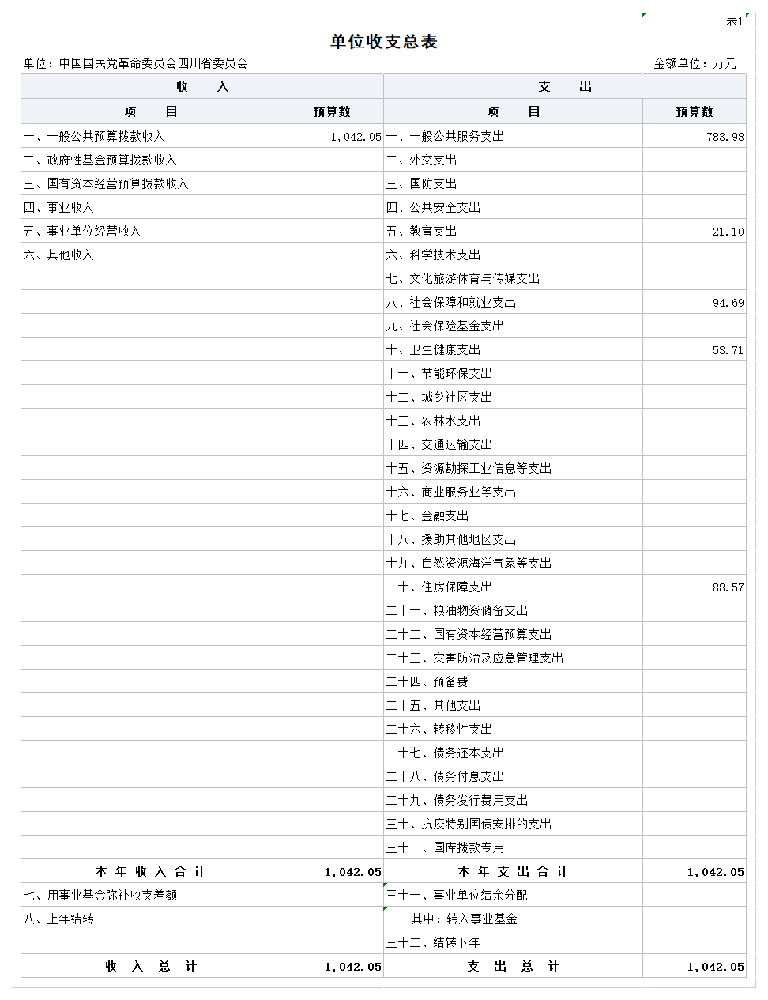 表1
单位收支总表
单位：中国国民党革命委员会四川省委员会 金额单位：万元
收 入 支 出
项 目 预算数 项 目 预算数
一、一般公共预算拨款收入 1,042.05 一、一般公共服务支出 783.98
二、政府性基金预算拨款收入 二、外交支出
三、国有资本经营预算拨款收入 三、国防支出
四、事业收入 四、公共安全支出
五、事业单位经营收入 五、教育支出 21.10
六、其他收入 六、科学技术支出
七、文化旅游体育与传媒支出
八、社会保障和就业支出 94.69
九、社会保险基金支出
十、卫生健康支出 53.71
十一、节能环保支出
十二、城乡社区支出
十三、农林水支出
十四、交通运输支出
十五、资源勘探工业信息等支出
十六、商业服务业等支出
十七、金融支出
十八、援助其他地区支出
十九、自然资源海洋气象等支出
二十、住房保障支出 88.57
二十一、粮油物资储备支出
二十二、国有资本经营预算支出
二十三、灾害防治及应急管理支出
二十四、预备费
二十五、其他支出
二十六、转移性支出
二十七、债务还本支出
二十八、债务付息支出
二十九、债务发行费用支出
三十、抗疫特别国债安排的支出
三十一、国库拨款专用
本 年 收 入 合 计 1,042.05 本 年 支 出 合 计 1,042.05
七、用事业基金弥补收支差额 三十一、事业单位结余分配
八、上年结转 其中：转入事业基金
三十二、结转下年
收 入 总 计 1,042.05 支 出 总 计 1,042.05